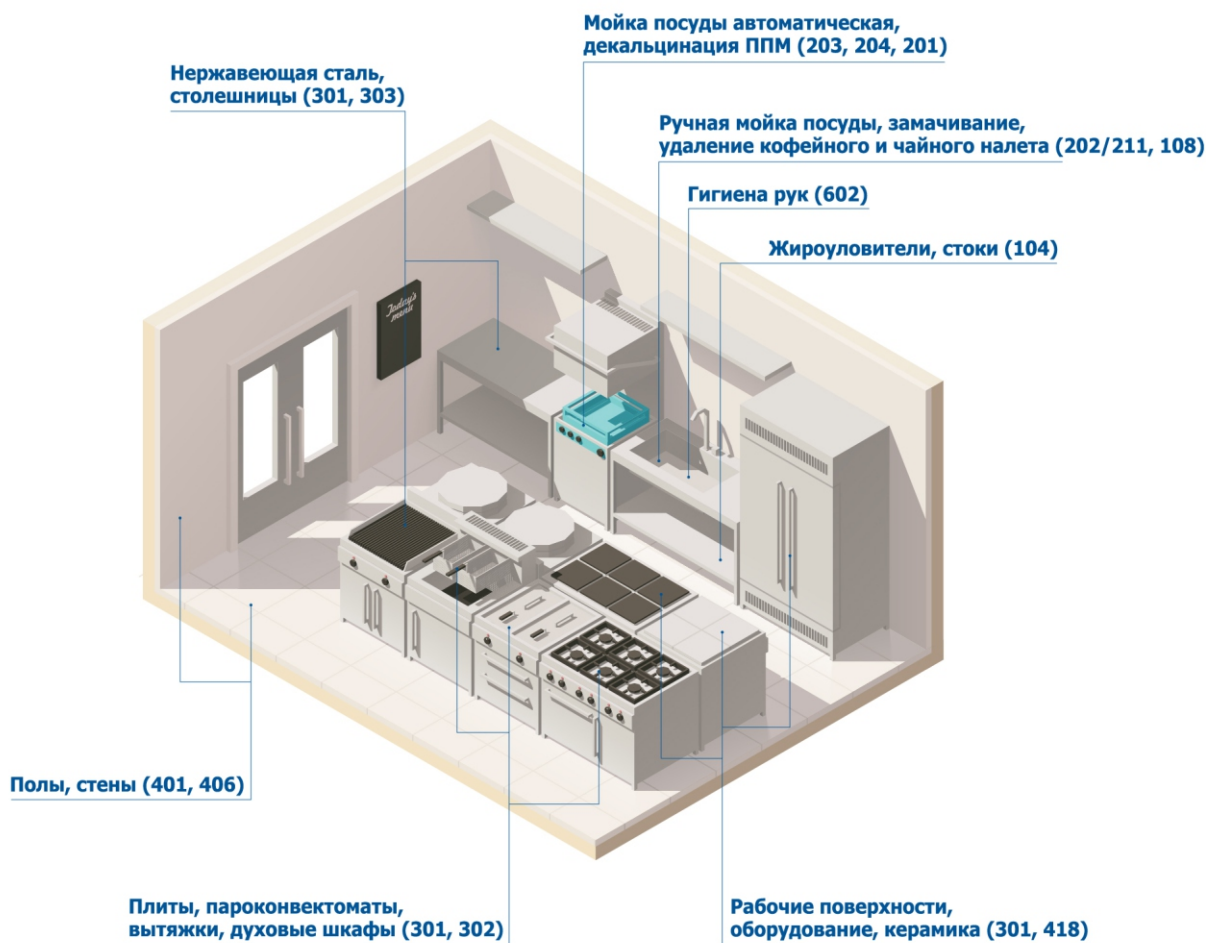 Мойка посуды автоматическая,
декальцинация ППМ (203, 204, 201)
Нержавеющая сталь,
столешницы (301, 303)
Ручная мойка посуды, замачивание,
удаление кофейного и чайного налета (202/211, 108)
Гигиена рук (602)
Жироуловители, стоки (104)
Today's
menu
Полы, стены (401, 406)
Плиты, пароконвектоматы,
вытяжки, духовые шкафы (301, 302)
Рабочие поверхности,
оборудование, керамика (301, 418)